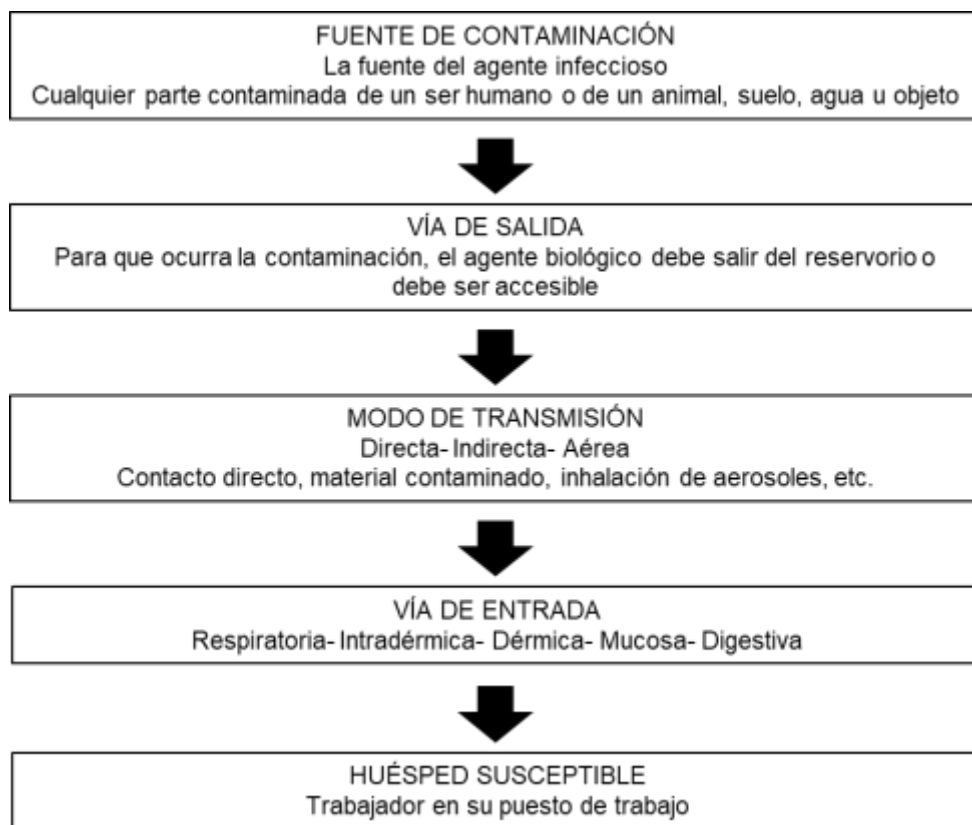 FUENTE DE CONTAMINACIÓN
La fuente del agente infeccioso
Cualquier parte contaminada de un ser humano o de un animal, suelo, agua u objeto
VÍA DE SALIDA
Para que ocurra la contaminación, el agente biológico debe salir del reservorio o
debe ser accesible
MODO DE TRANSMISIÓN
Directa- Indirecta- Aérea
Contacto directo, material contaminado, inhalación de aerosoles, etc.
VÍA DE ENTRADA
Respiratoria- Intradérmica- Dérmica- Mucosa- Digestiva
HUÉSPED SUSCEPTIBLE
Trabajador en su puesto de trabajo